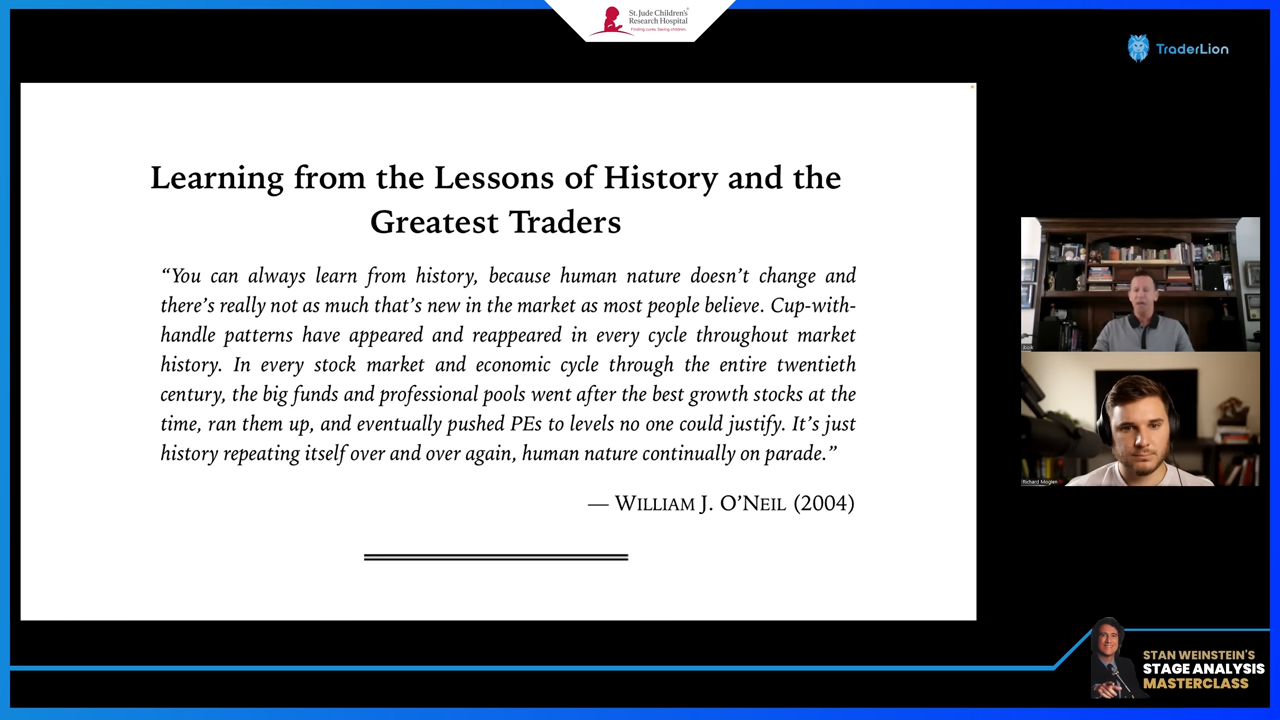 St. Jude Children's
Research Hospital
Finding cures. Saving children.
TraderLion
Learning from the Lessons of History and the
Greatest Traders
“You can always learn from history, because human nature doesn’t change and
there’s really not as much that’s new in the market as most people believe. Cup-with-
handle patterns have appeared and reappeared in every cycle throughout market
history. In every stock market and economic cycle through the entire twentieth
century, the big funds and professional pools went after the best growth stocks at the
time, ran them up, and eventually pushed PEs to levels no one could justify. It’s just
history repeating itself over and over again, human nature continually on parade.”
— WILLIAM J. O’NEIL (2004)
Richard Moglen
STAN WEINSTEIN'S
STAGE ANALYSIS
MASTERCLASS